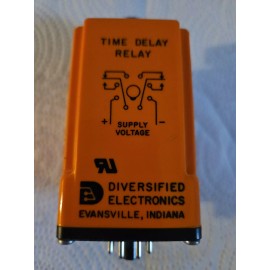 TIME DELAY
RELAY
+ -
SUPPLY
VOLTAGE
DIVERSIFIED
ELECTRONICS
EVANSVILLE, INDIANA